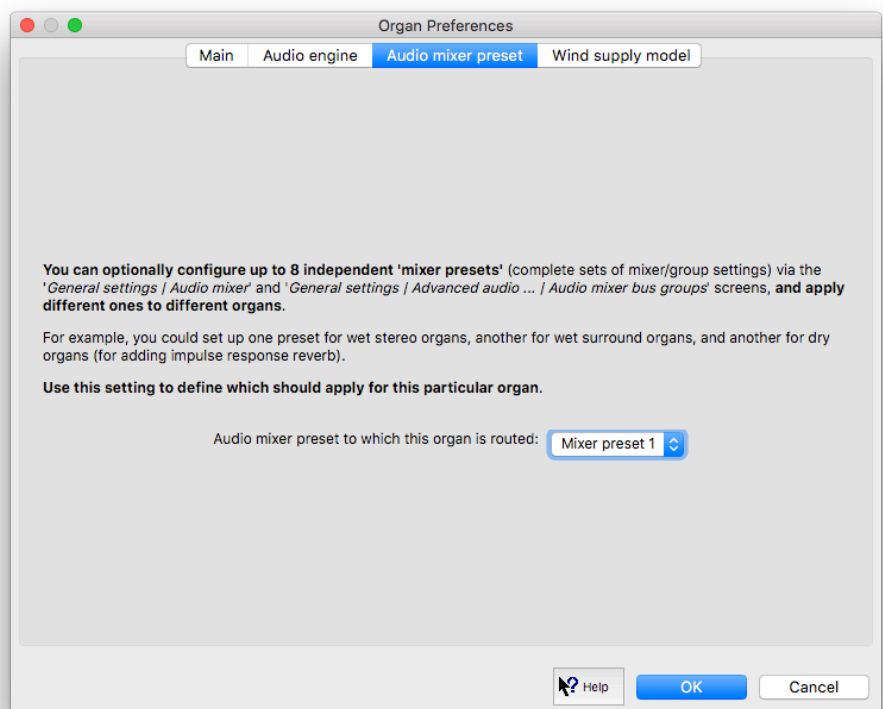 Organ Preferences
Main Audio engine Audio mixer preset Wind supply model
You can optionally configure up to 8 independent 'mixer presets' (complete sets of mixer/group settings) via the
'General settings | Audio mixer' and 'General settings | Advanced audio ... | Audio mixer bus groups' screens, and apply
different ones to different organs.
For example, you could set up one preset for wet stereo organs, another for wet surround organs, and another for dry
organs (for adding impulse response reverb).
Use this setting to define which should apply for this particular organ.
Audio mixer preset to which this organ is routed: Mixer preset 1
? Help OK Cancel